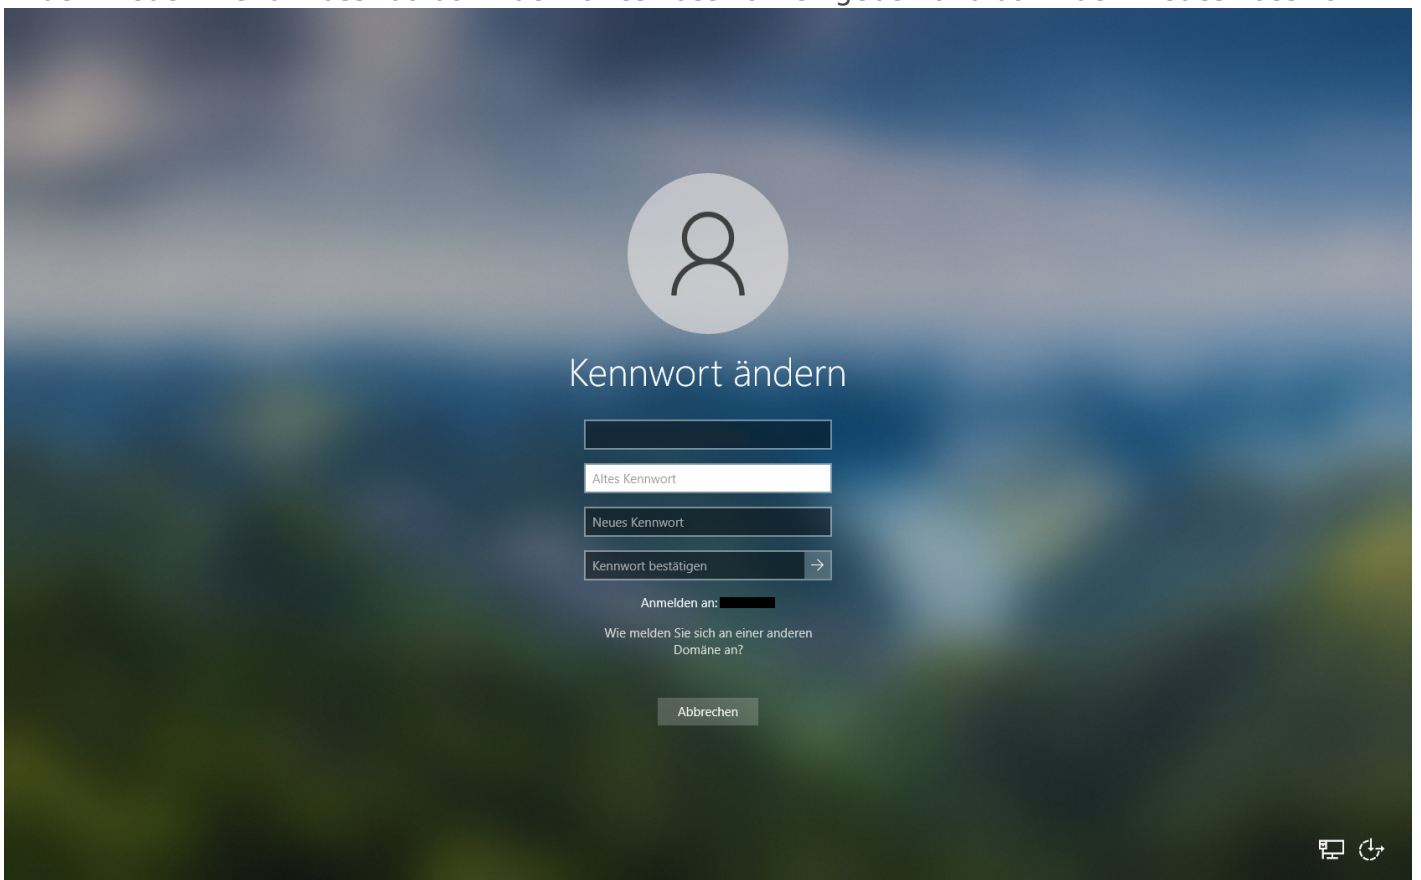 Kennwort ändern
Altes Kennwort
Neues Kennwort
Kennwort bestätigen
Anmelden an:
Wie melden Sie sich an einer anderen
Domäne an?
Abbrechen